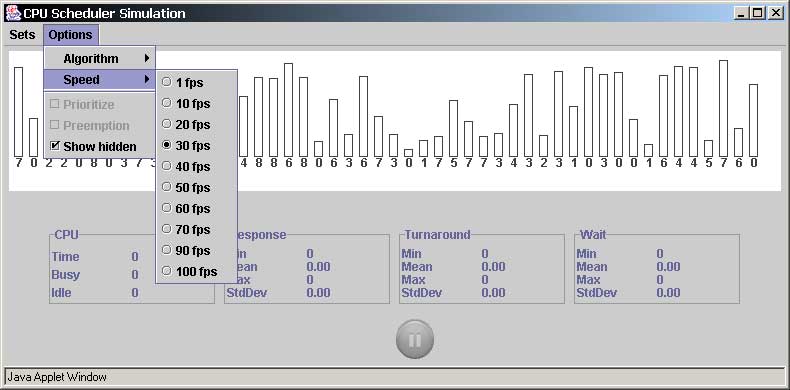 CPU Scheduler Simulation
Sets Options
Algorithm
Speed
Prioritize
Preemption
Show hidden
1 fps
10 fps
20 fps
30 fps
40 fps
50 fps
60 fps
70 fps
90 fps
100 fps
7 0 2 2 0 8 0 3 7 3 4 8 8 6 8 0 6 3 6 7 3 0 1 7 5 7 7 3 4 3 2 3 1 0 3 0 0 1 6 4 4 5 7 6 0
CPU
Time 0
Busy 0
Idle 0
Min 0
Mean 0.00
Max 0
StdDev 0.00
Turnaround
Min 0
Mean 0.00
Max 0
StdDev 0.00
Wait
Min 0
Mean 0.00
Max 0
StdDev 0.00
Java Applet Window